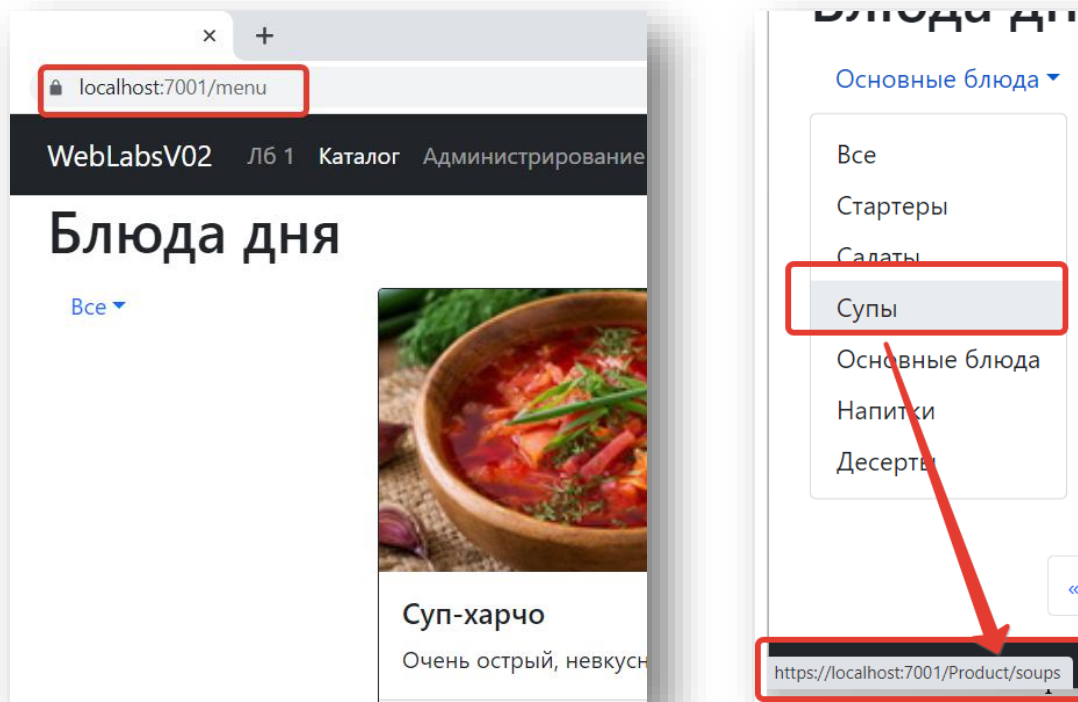 localhost:7001/menu
WebLabsV02 Лб 1 Каталог Администрирование
Блюда дня
Все
Суп-харчо
Очень острый, невкусн
Основные блюда
Все
Стартеры
Салаты
Супы
Основные блюда
Напитки
Десерты
«
https://localhost:7001/Product/soups